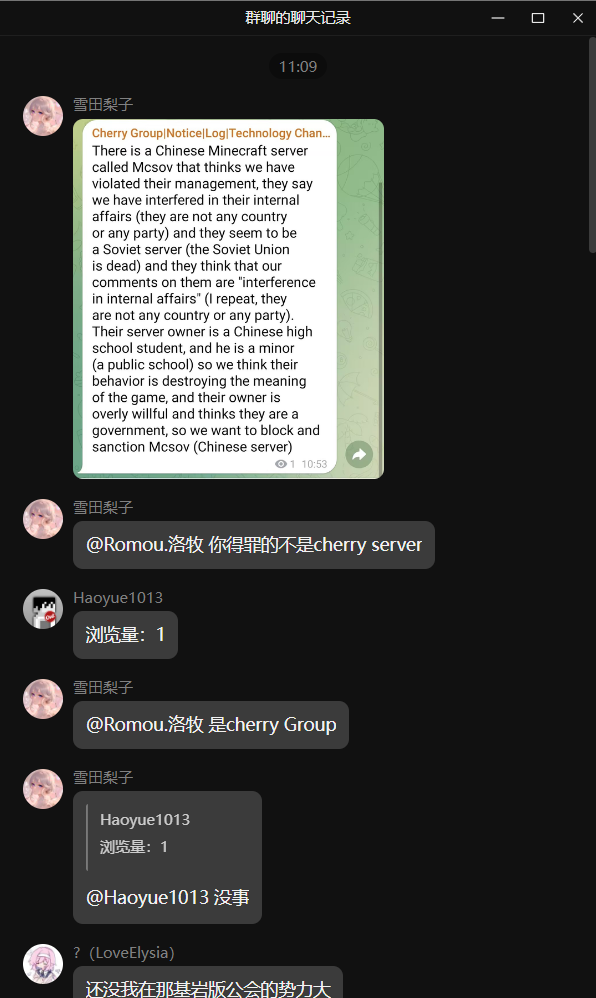 群聊的聊天记录
11:09
雪田梨子
Cherry Group|Notice|Log|Technology Chan...
There is a Chinese Minecraft server
called Mcsov that thinks we have
violated their management, they say
we have interfered in their internal
affairs (they are not any country
or any party) and they seem to be
a Soviet server (the Soviet Union
is dead) and they think that our
comments on them are "interference
in internal affairs" (I repeat, they
are not any country or any party).
Their server owner is a Chinese high
school student, and he is a minor
(a public school) so we think their
behavior is destroying the meaning
of the game, and their owner is
overly willful and thinks they are a
government, so we want to block and
sanction Mcsov (Chinese server)
1 10:53
雪田梨子
@Romou.洛牧 你得罪的不是cherry server
Haoyue1013
浏览量：1
雪田梨子
@Romou.洛牧 是cherry Group
雪田梨子
Haoyue1013
浏览量：1
@Haoyue1013 没事
?（LoveElysia）
还没我在那基岩版公会的势力大